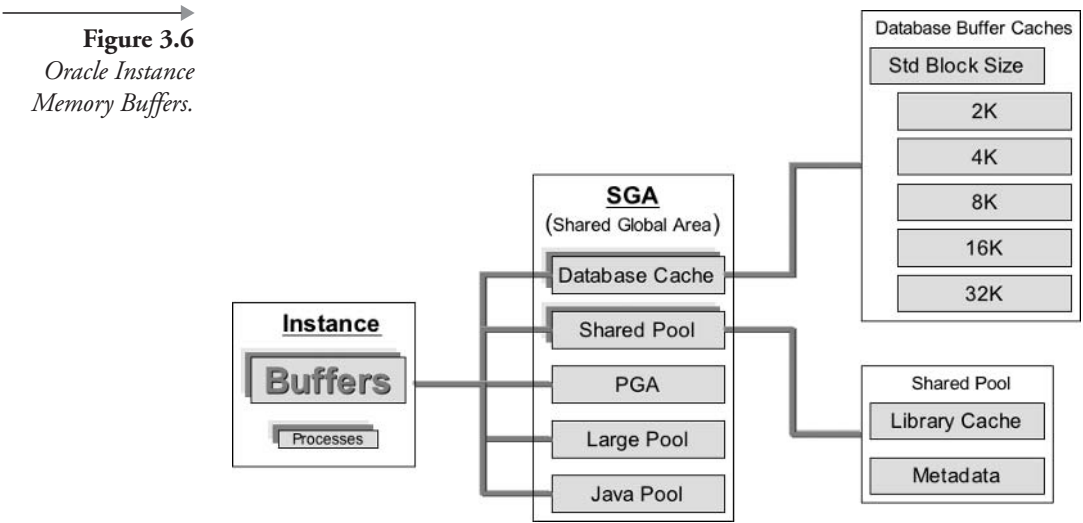 Figure 3.6
Oracle Instance
Memory Buffers.
Instance
Buffers
Processes
SGA
(Shared Global Area)
Database Cache
Shared Pool
PGA
Large Pool
Java Pool
Database Buffer Caches
Std Block Size
2K
4K
8K
16K
32K
Shared Pool
Library Cache
Metadata